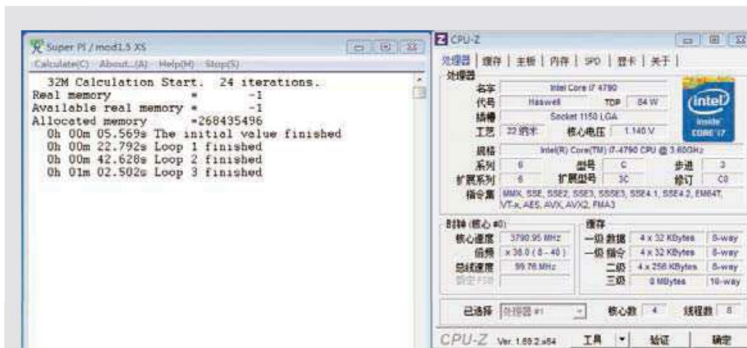 Super PI / mod1.5 XS
Calculate(C) About...(A) Help(H) Stop(S)
32M Calculation Start. 24 iterations.
Real memory = -1
Available real memory = -1
Allocated memory =268435496
0h 00m 05.569s The initial value finished
0h 00m 22.792s Loop 1 finished
0h 00m 42.628s Loop 2 finished
0h 01m 02.502s Loop 3 finished
CPU-Z
处理器 缓存 主板 内存 SPD 显卡 关于
处理器
名字 Intel Core i7 4790
代号 Haswell TDP 84 W
插槽 Socket 1150 LGA
工艺 22 纳米 核心电压 1.140 V
intel
inside
CORE i7
规格 Intel(R) Core(TM) i7-4790 CPU @ 3.60GHz
系列 6 型号 C 步进 3
扩展系列 6 扩展型号 3C 修订 C0
指令集 MMX, SSE, SSE2, SSE3, SSSE3, SSE4.1, SSE4.2, EM64T,
VT-x, AES, AVX, AVX2, FMA3
时钟 (核心 #0)
核心速度 3790.95 MHz
倍频 x 38.0 ( 8 - 40 )
总线速度 99.76 MHz
额定 FSB
缓存
一级 数据 4 x 32 KBytes 8-way
一级 指令 4 x 32 KBytes 8-way
二级 4 x 256 KBytes 8-way
三级 8 MBytes 16-way
已选择 处理器 #1 核心数 4 线程数 8
CPU-Z Ver. 1.69.2.x64 工具 验证 确定